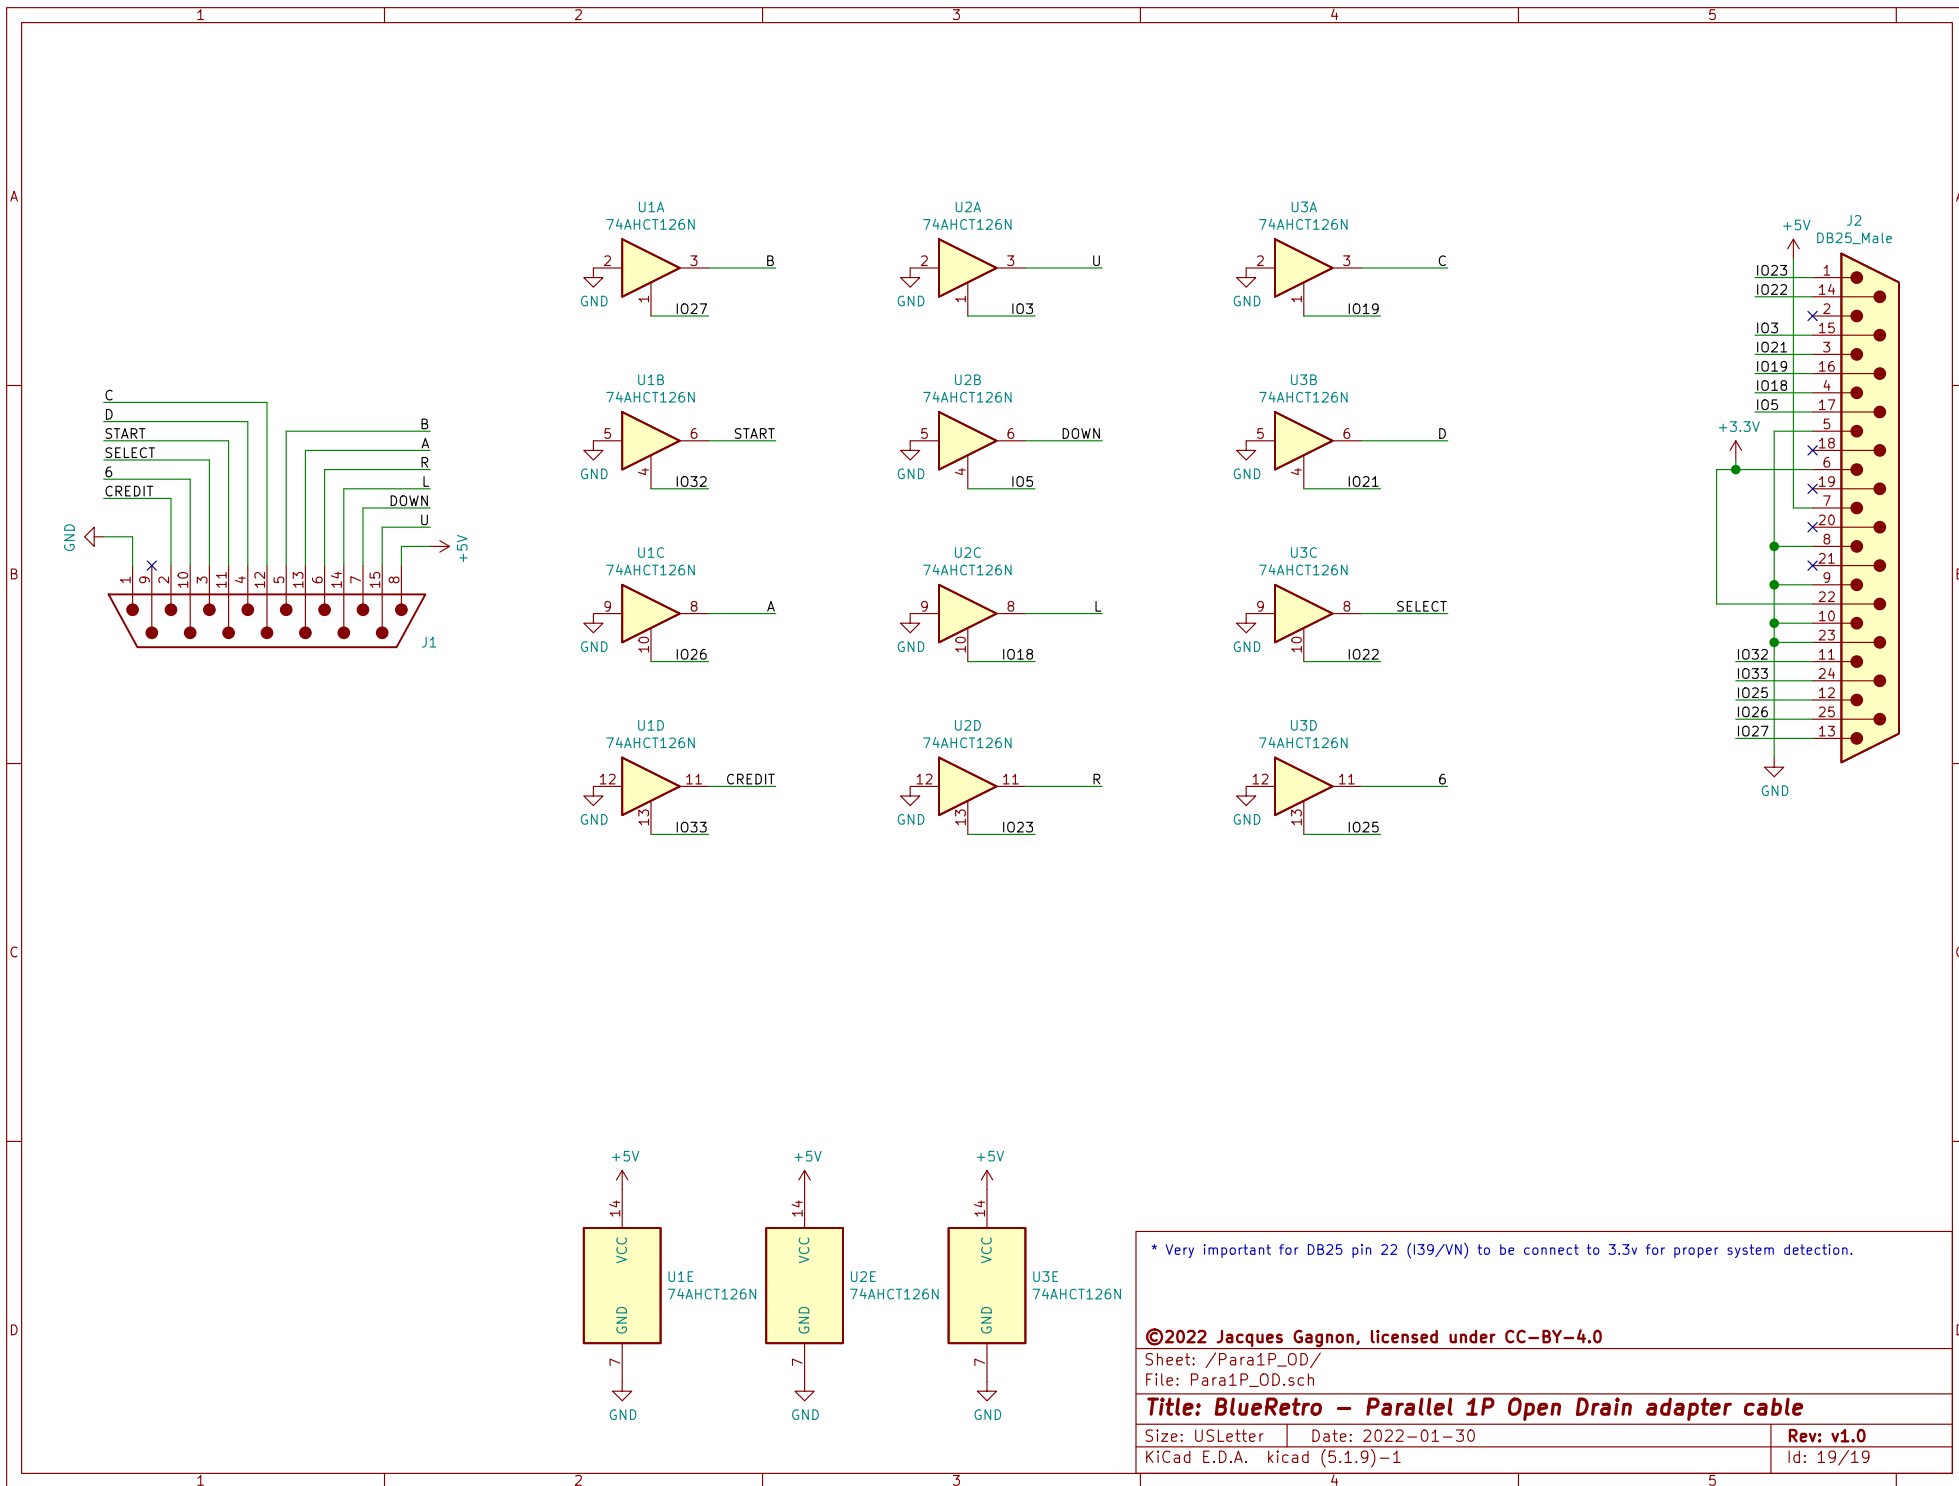 1 2 3 4 5
A
B
C
D
A
U1A
74AHCT126N
2 3 B
GND
1 IO27
U2A
74AHCT126N
2 3 U
GND
1 IO3
U3A
74AHCT126N
2 3 C
GND
1 IO19
U1B
74AHCT126N
5 6 START
GND
4 IO32
U2B
74AHCT126N
5 6 DOWN
GND
4 IO5
U3B
74AHCT126N
5 6 D
GND
4 IO21
U1C
74AHCT126N
9 8 A
GND
10 IO26
U2C
74AHCT126N
9 8 L
GND
10 IO18
U3C
74AHCT126N
9 8 SELECT
GND
10 IO22
U1D
74AHCT126N
12 11 CREDIT
GND
13 IO33
U2D
74AHCT126N
12 11 R
GND
13 IO23
U3D
74AHCT126N
12 11 6
GND
13 IO25
C
D
START
SELECT
6
CREDIT
GND
B
A
R
L
DOWN
U
+5V
1 9 2 10 3 11 4 12 5 13 6 14 7 15 8
J1
J2
DB25_Male
+5V
+3.3V
IO23 1
IO22 14
2
IO3 15
IO21 3
IO19 16
IO18 4
IO5 17
5
18
6
19
7
20
8
21
9
22
10
23
IO32 11
IO33 24
IO25 12
IO26 25
IO27 13
GND
+5V
14
VCC
GND
7
GND
U1E
74AHCT126N
+5V
14
VCC
GND
7
GND
U2E
74AHCT126N
+5V
14
VCC
GND
7
GND
U3E
74AHCT126N
* Very important for DB25 pin 22 (I39/VN) to be connect to 3.3v for proper system detection.
©2022 Jacques Gagnon, licensed under CC-BY-4.0
Sheet: /Para1P_OD/
File: Para1P_OD.sch
Title: BlueRetro – Parallel 1P Open Drain adapter cable
Size: USLetter Date: 2022-01-30 Rev: v1.0
KiCad E.D.A. kicad (5.1.9)-1 Id: 19/19
1 2 3 4 5